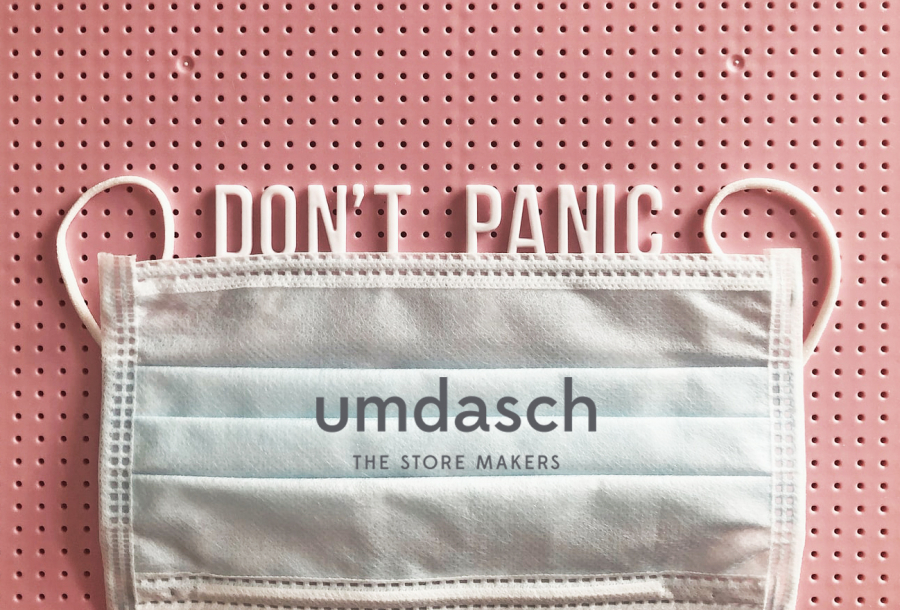 DON'T PANIC
umdasch
THE STORE MAKERS